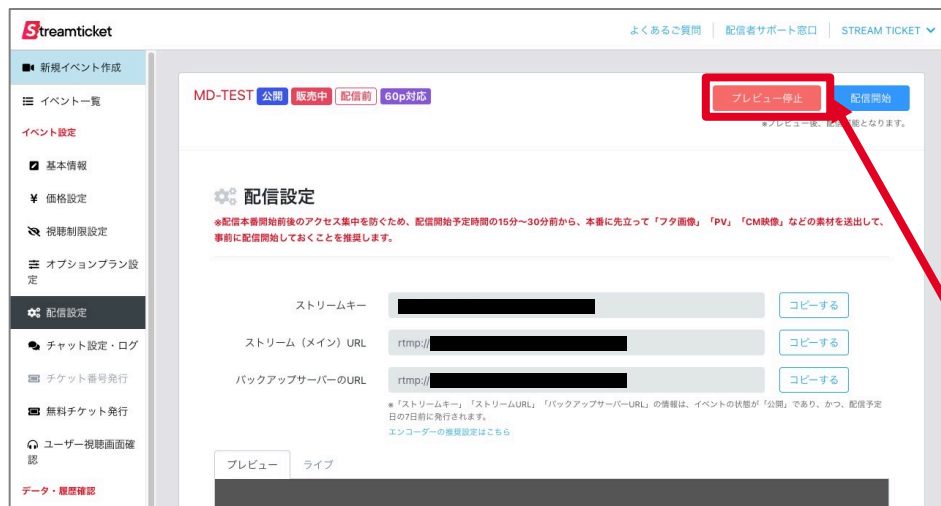 Streamticket
よくあるご質問
配信者サポート窓口
STREAM TICKET
新規イベント作成
イベント一覧
イベント設定
基本情報
価格設定
視聴制限設定
オプションプラン設
定
配信設定
チャット設定・ログ
チケット番号発行
無料チケット発行
ユーザー視聴画面確
認
データ・履歴確認
MD-TEST 公開 販売中 配信前 60p対応
プレビュー停止
配信開始
※プレビュー後、配信可能となります。
配信設定
※配信本番開始前後のアクセス集中を防ぐため、配信開始予定時間の15分〜30分前から、本番に先立って「フタ画像」「PV」「CM映像」などの素材を送出して、
事前に配信開始しておくことを推奨します。
ストリームキー
コピーする
ストリーム（メイン）URL
rtmp://
コピーする
バックアップサーバーのURL
rtmp://
コピーする
※「ストリームキー」「ストリームURL」「バックアップサーバーURL」の情報は、イベントの状態が「公開」であり、かつ、配信予定
日の7日前に発行されます。
エンコーダーの推奨設定はこちら
プレビュー
ライブ